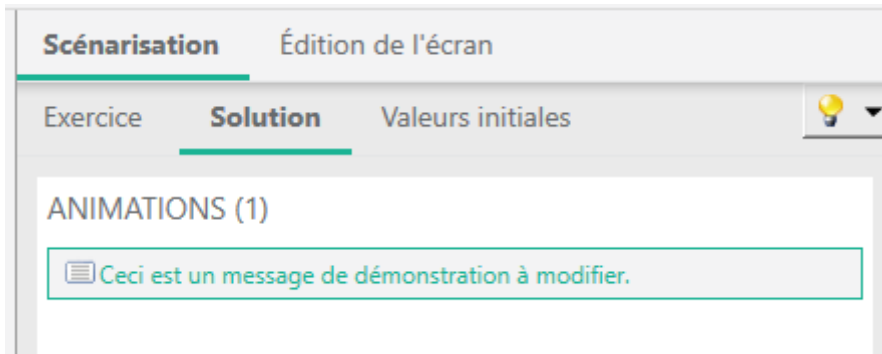 Scénarisation Édition de l'écran
Exercice Solution Valeurs initiales
ANIMATIONS (1)
Ceci est un message de démonstration à modifier.